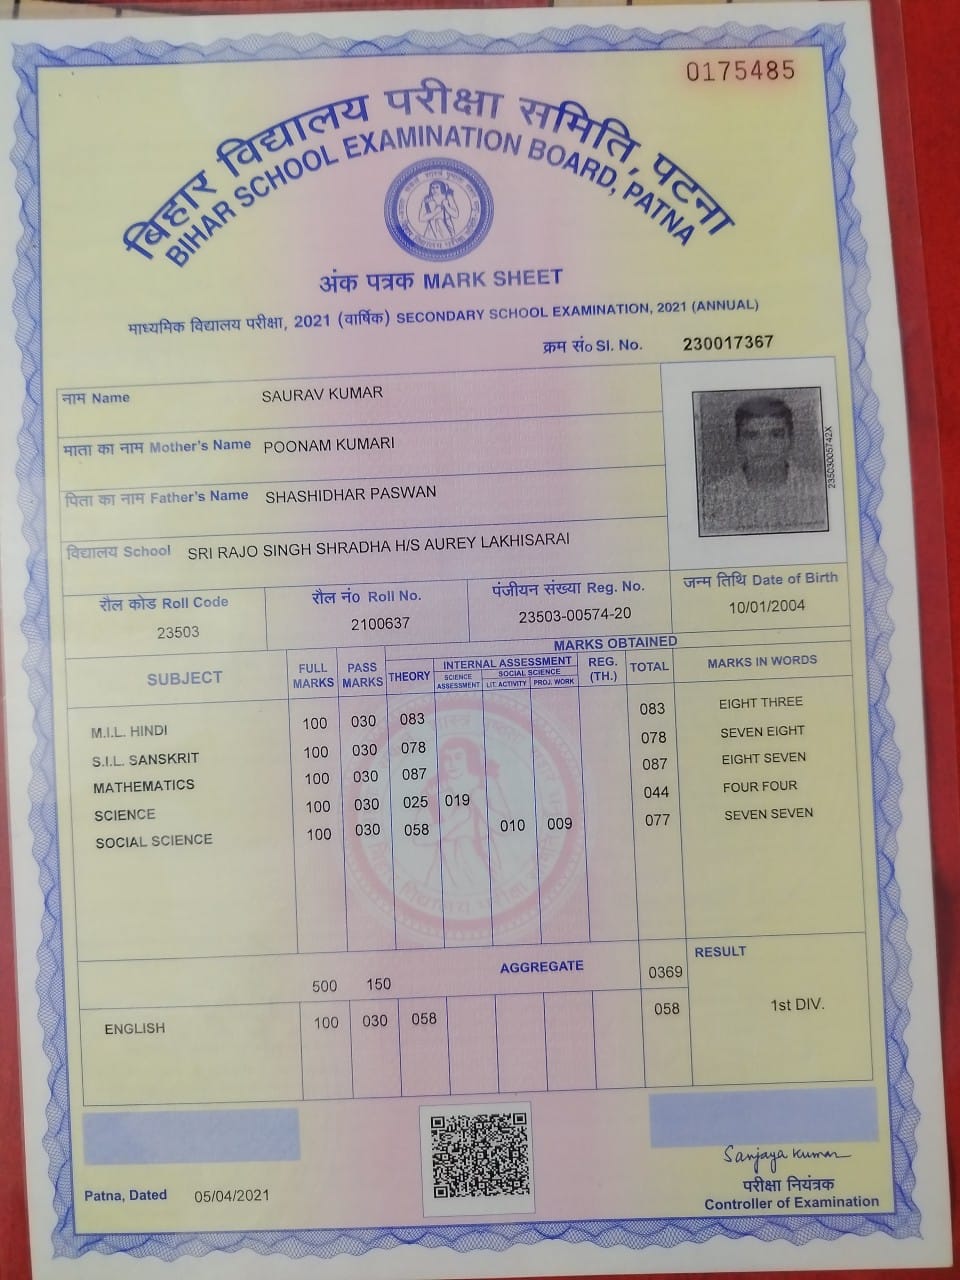 0175485
बिहार विद्यालय परीक्षा समिति, पटना
BIHAR SCHOOL EXAMINATION BOARD, PATNA
अंक पत्रक MARK SHEET
माध्यमिक विद्यालय परीक्षा, 2021 (वार्षिक) SECONDARY SCHOOL EXAMINATION, 2021 (ANNUAL)
क्रम सं० Sl. No. 230017367
नाम Name SAURAV KUMAR
माता का नाम Mother's Name POONAM KUMARI
पिता का नाम Father's Name SHASHIDHAR PASWAN
विद्यालय School SRI RAJO SINGH SHRADHA H/S AUREY LAKHISARAI
23503005742X
रौल कोड Roll Code रौल नं० Roll No. पंजीयन संख्या Reg. No. जन्म तिथि Date of Birth
23503 2100637 23503-00574-20 10/01/2004
MARKS OBTAINED
SUBJECT FULL MARKS PASS MARKS THEORY INTERNAL ASSESSMENT REG. (TH.) TOTAL MARKS IN WORDS
SCIENCE ASSESSMENT SOCIAL SCIENCE
LIT. ACTIVITY PROJ. WORK
M.I.L. HINDI 100 030 083 083 EIGHT THREE
S.I.L. SANSKRIT 100 030 078 078 SEVEN EIGHT
MATHEMATICS 100 030 087 087 EIGHT SEVEN
SCIENCE 100 030 025 019 044 FOUR FOUR
SOCIAL SCIENCE 100 030 058 010 009 077 SEVEN SEVEN
500 150 AGGREGATE 0369 RESULT
ENGLISH 100 030 058 058 1st DIV.
Sanjaya Kumar
परीक्षा नियंत्रक
Patna, Dated 05/04/2021 Controller of Examination